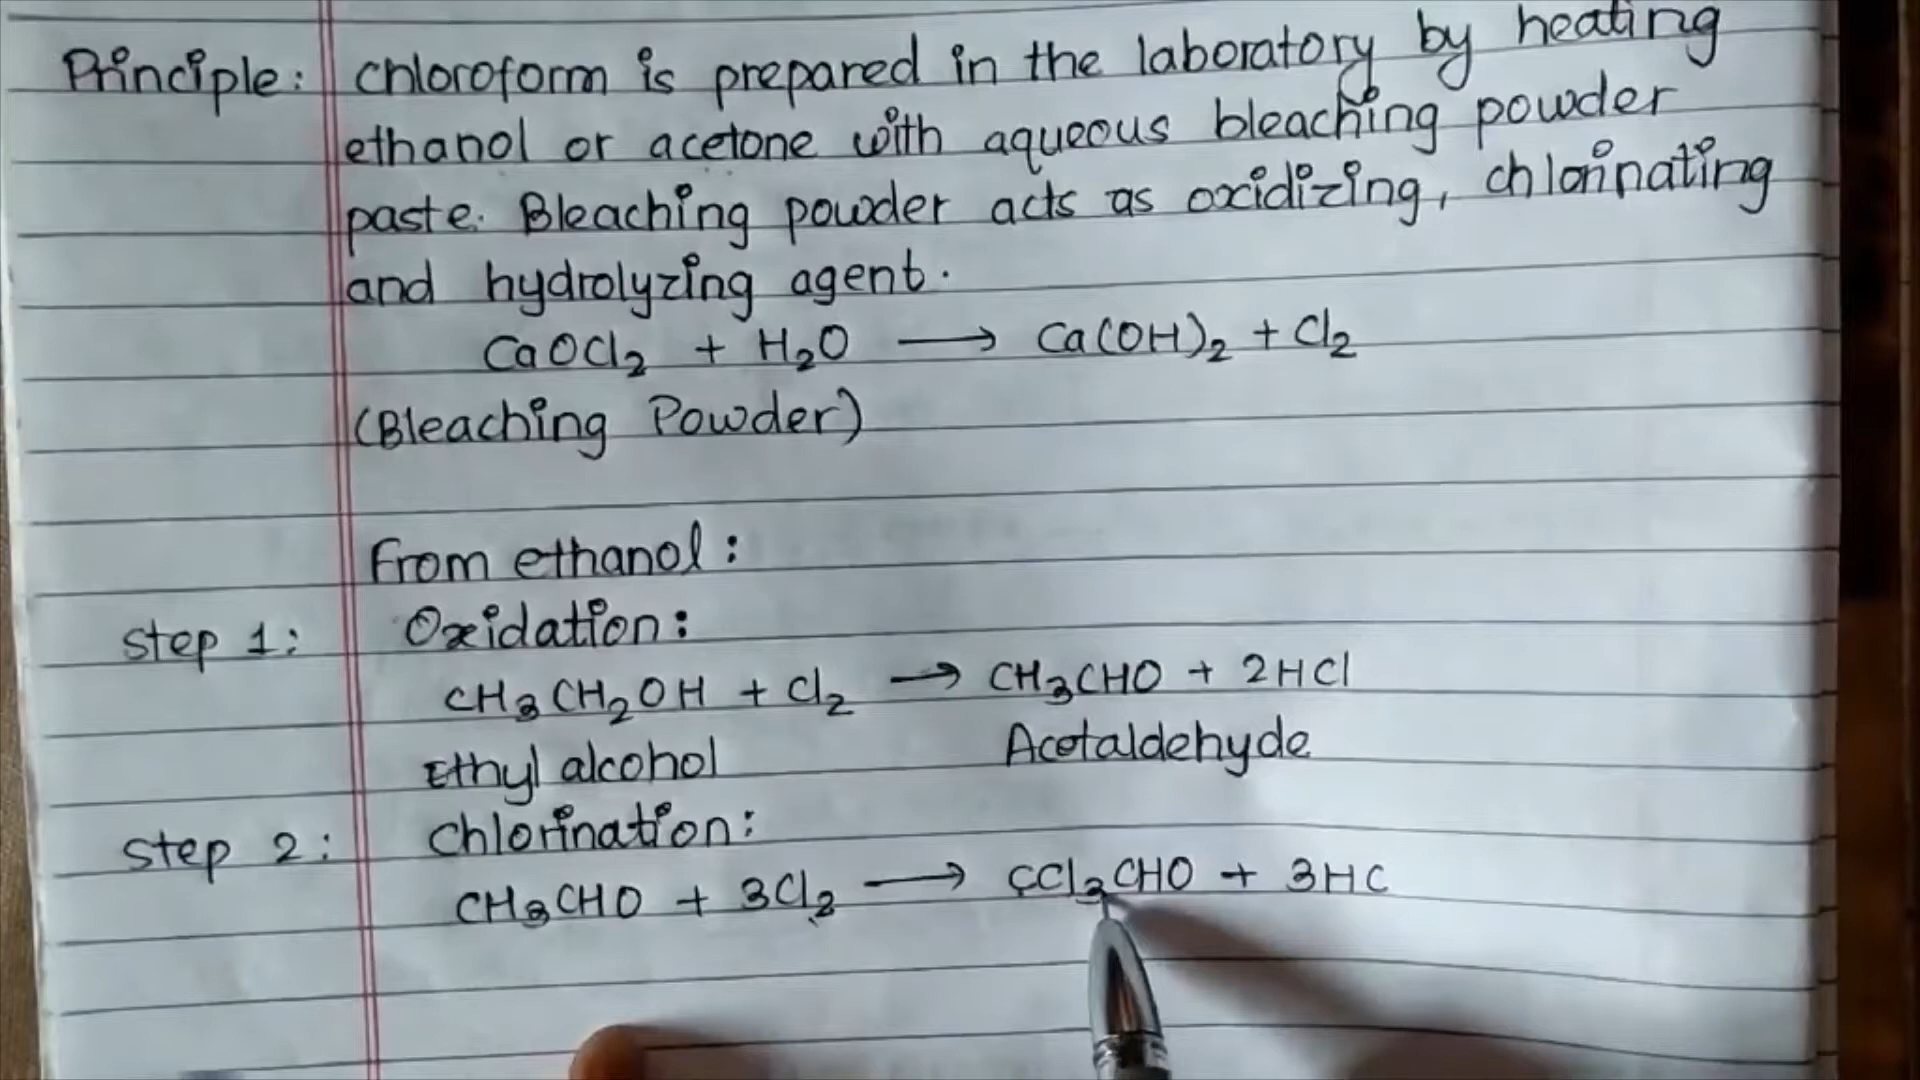 Principle: Chloroform is prepared in the laboratory by heating
ethanol or acetone with aqueous bleaching powder
paste. Bleaching powder acts as oxidizing, chlorinating
and hydrolyzing agent.
CaOCl₂ + H₂O ⟶ Ca(OH)₂ + Cl₂
(Bleaching Powder)
From ethanol:
Step 1: Oxidation:
CH₃CH₂OH + Cl₂ ⟶ CH₃CHO + 2HCl
Ethyl alcohol Acetaldehyde
Step 2: Chlorination:
CH₃CHO + 3Cl₂ ⟶ CCl₃CHO + 3HC